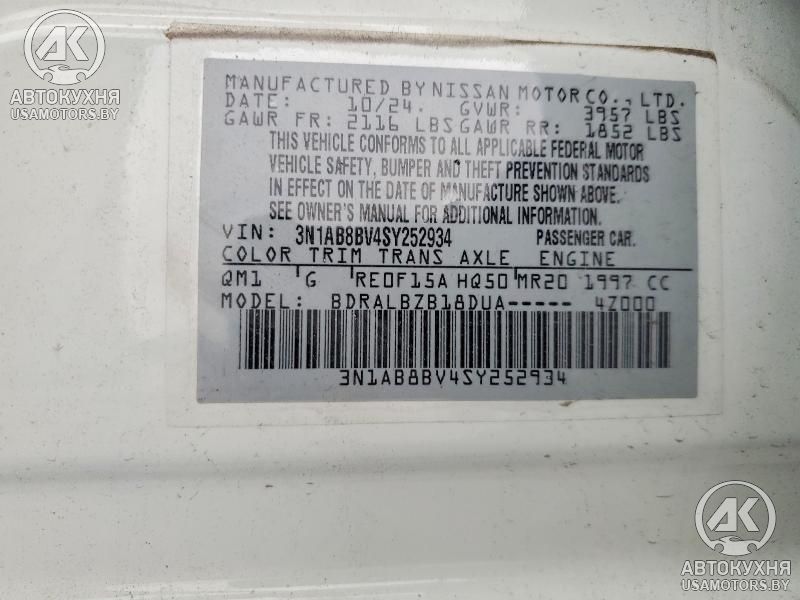 АК
АВТОКУХНЯ
USAMOTORS.BY
MANUFACTURED BY NISSAN MOTOR CO., LTD.
DATE: 10/24. GVWR: 3957 LBS
GAWR FR: 2116 LBS GAWR RR: 1852 LBS
THIS VEHICLE CONFORMS TO ALL APPLICABLE FEDERAL MOTOR
VEHICLE SAFETY, BUMPER AND THEFT PREVENTION STANDARDS
IN EFFECT ON THE DATE OF MANUFACTURE SHOWN ABOVE.
SEE OWNER'S MANUAL FOR ADDITIONAL INFORMATION.
VIN: 3N1AB8BV4SY252934 PASSENGER CAR.
COLOR TRIM TRANS AXLE ENGINE
QM1 G RE0F15A HQ50 MR20 1997 CC
MODEL: BDRALBZB18DUA----- 4Z000
3N1AB8BV4SY252934
АК
АВТОКУХНЯ
USAMOTORS.BY